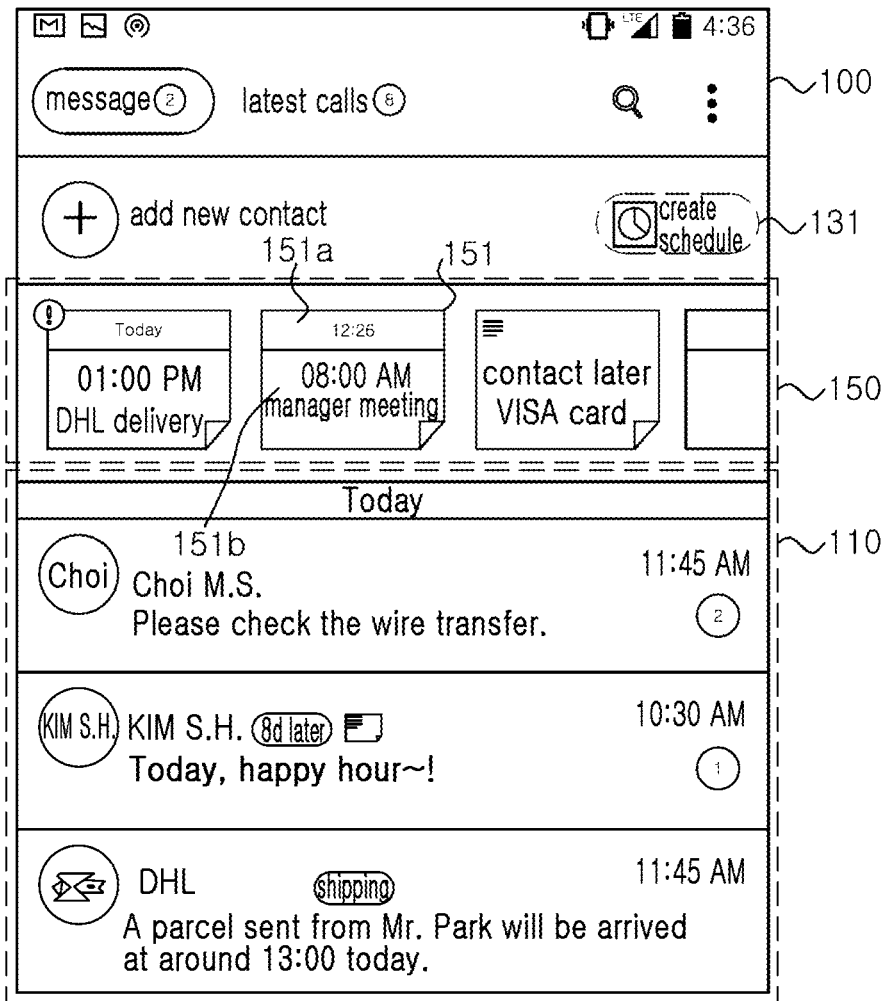 LTE 4:36
100
message 2 latest calls 8
add new contact
create
schedule
131
151a
151
Today
01:00 PM
DHL delivery
12:26
08:00 AM
manager meeting
contact later
VISA card
150
Today
151b
110
Choi
Choi M.S.
11:45 AM
Please check the wire transfer.
2
KIM S.H.
KIM S.H. 8d later
10:30 AM
Today, happy hour~!
1
DHL shipping
11:45 AM
A parcel sent from Mr. Park will be arrived
at around 13:00 today.